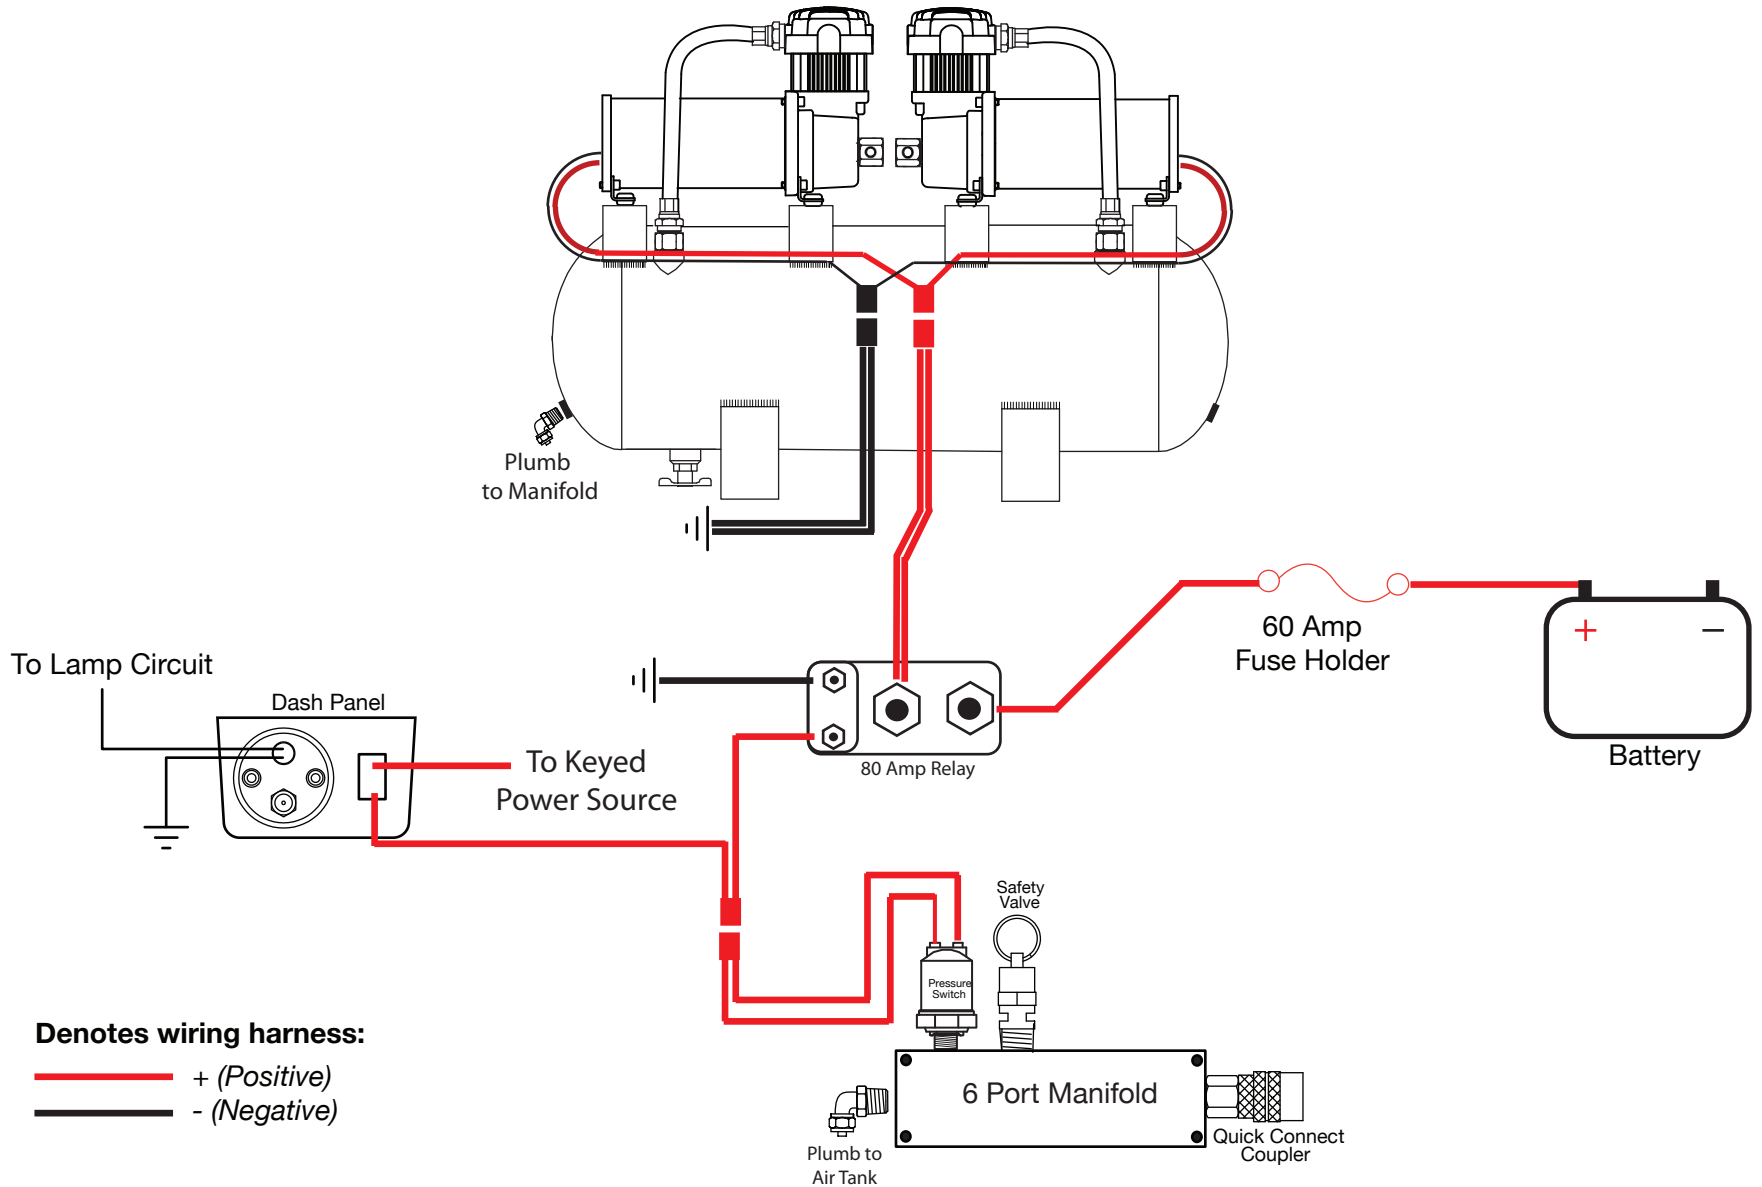 Plumb
to Manifold
60 Amp
Fuse Holder
+
−
Battery
To Lamp Circuit
Dash Panel
To Keyed
Power Source
80 Amp Relay
Safety
Valve
Pressure
Switch
6 Port Manifold
Quick Connect
Coupler
Plumb to
Air Tank
Denotes wiring harness:
+ (Positive)
- (Negative)